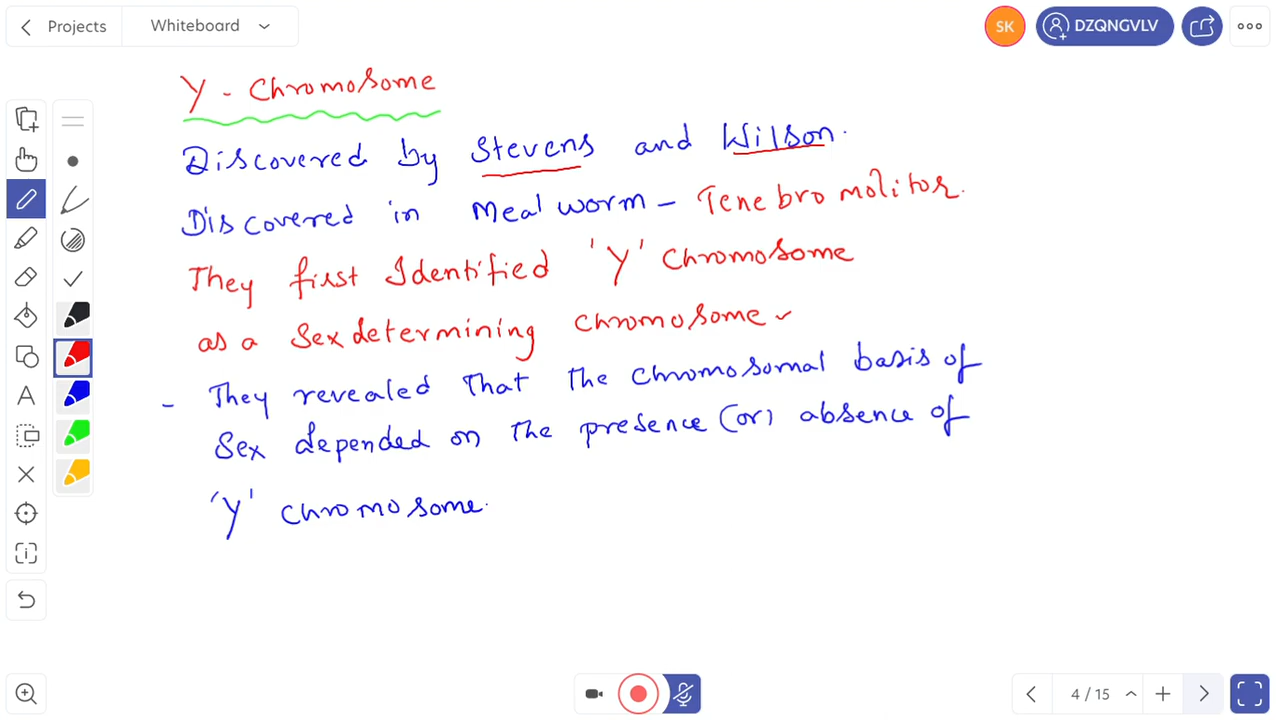 Projects
Whiteboard
SK
DZQNGVLV
Y - Chromosome
Discovered by Stevens and Wilson.
Discovered in Meal worm - Tenebro molitor.
They first Identified 'Y' chromosome
as a Sex determining chromosome
- They revealed That the chromosomal basis of
Sex depended on the presence (or) absence of
'Y' chromosome.
4 / 15